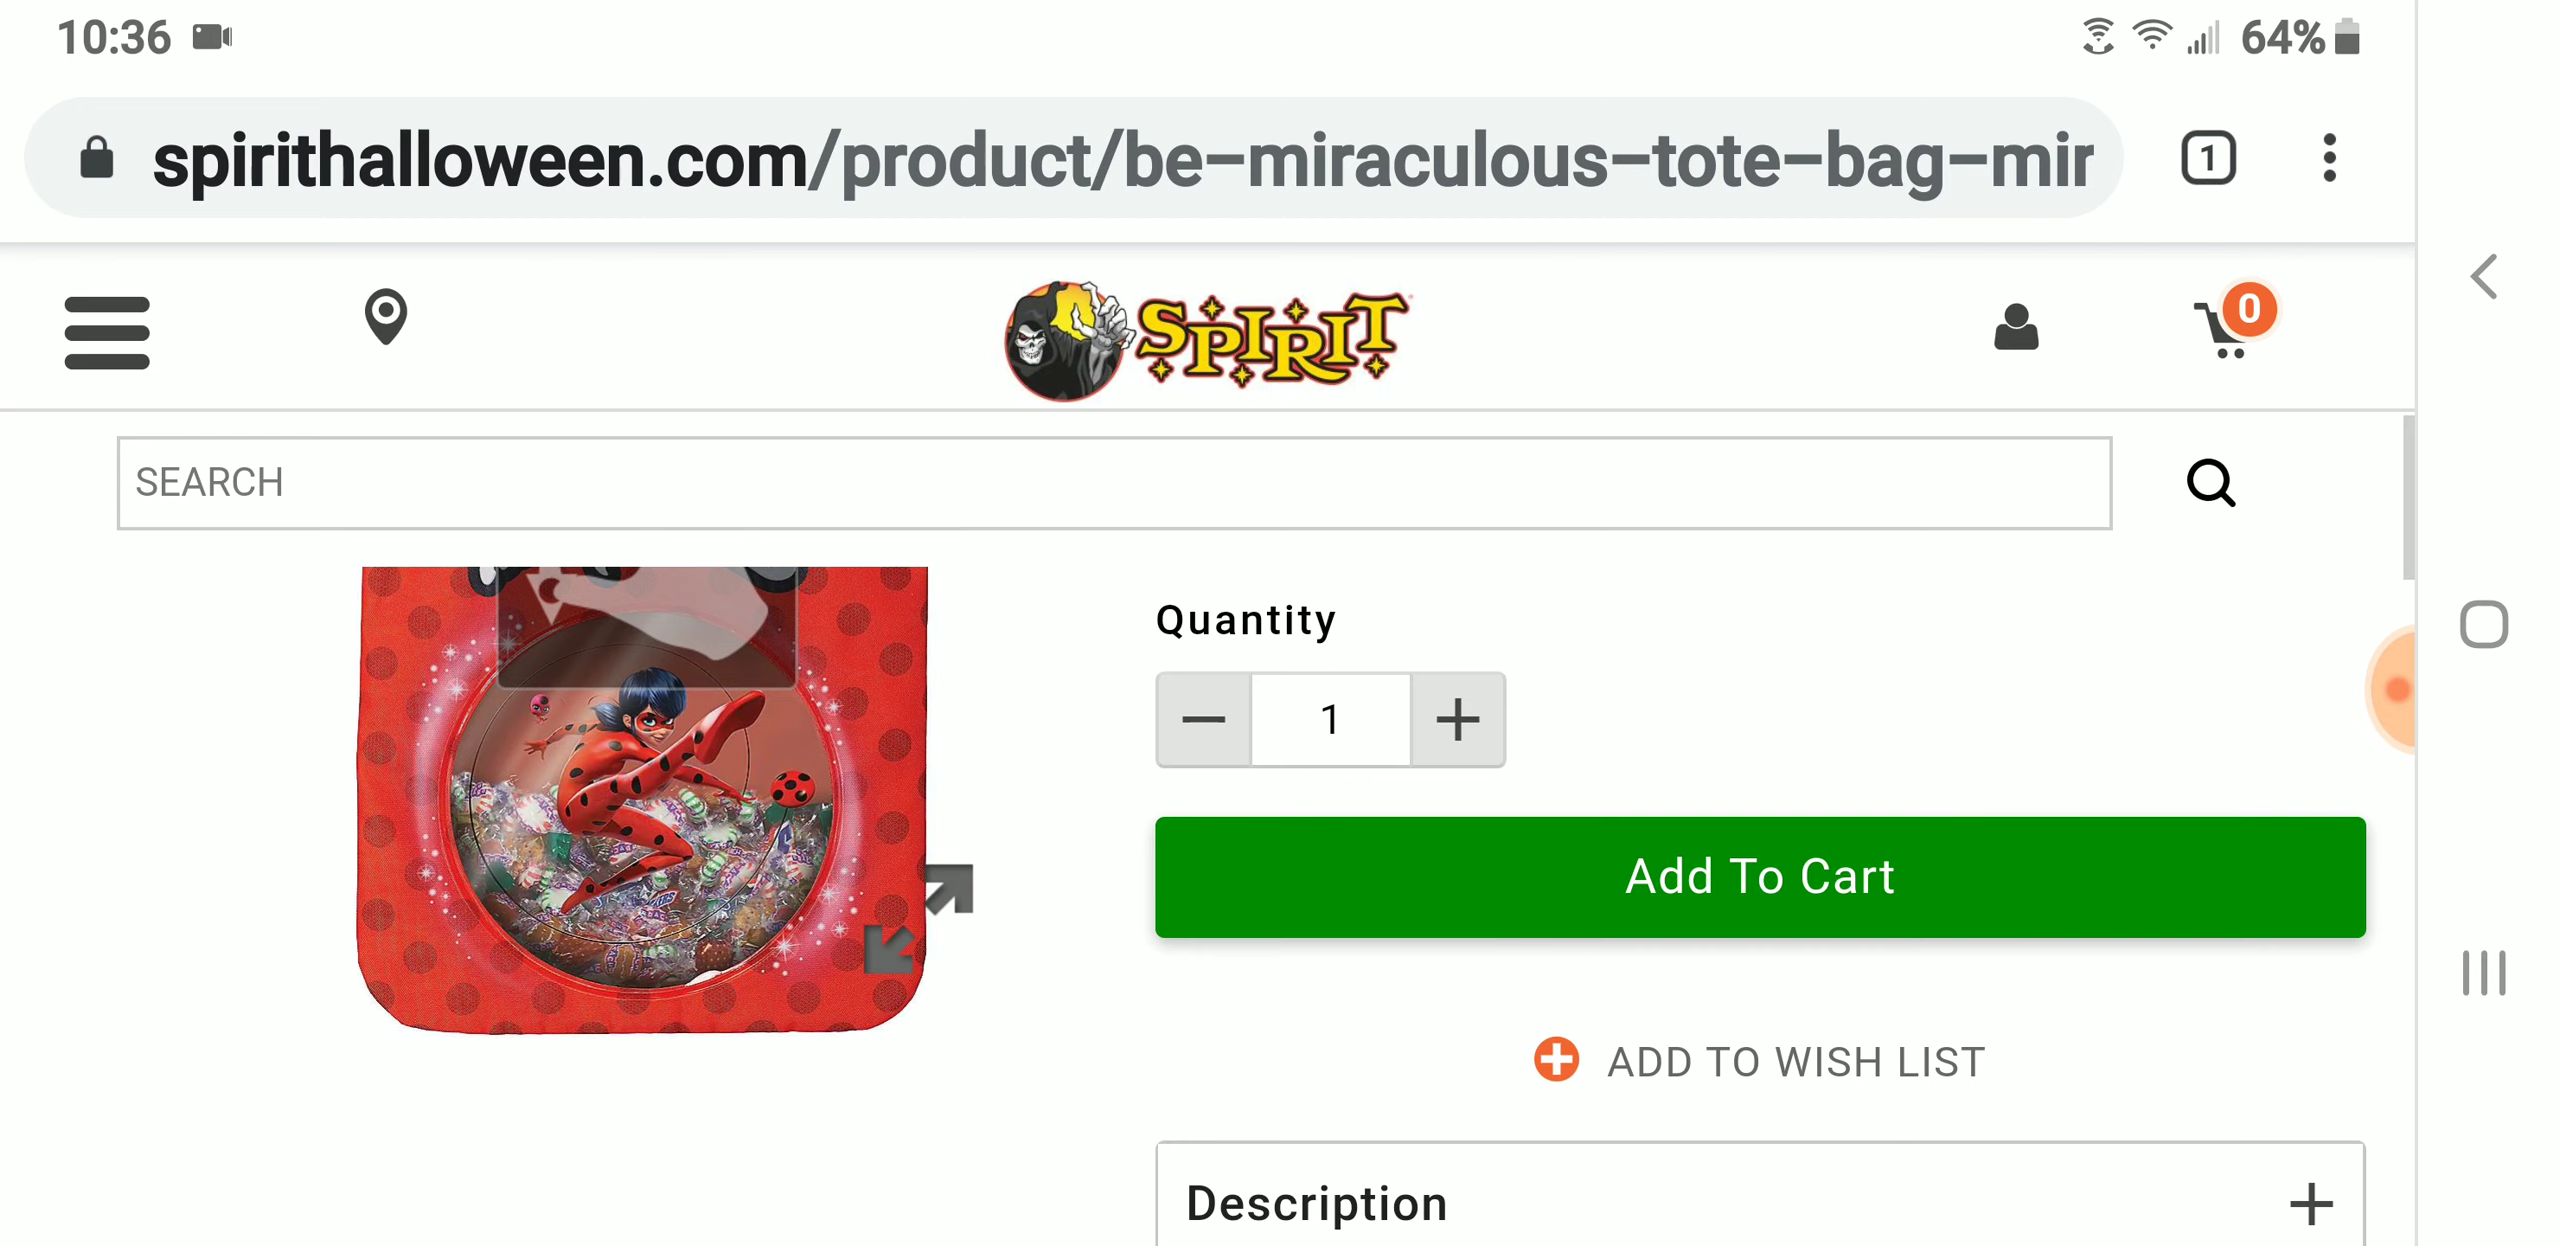 10:36
64%
spirithalloween.com/product/be-miraculous-tote-bag-mir
1
SPIRIT
0
SEARCH
Quantity
1
Add To Cart
ADD TO WISH LIST
Description